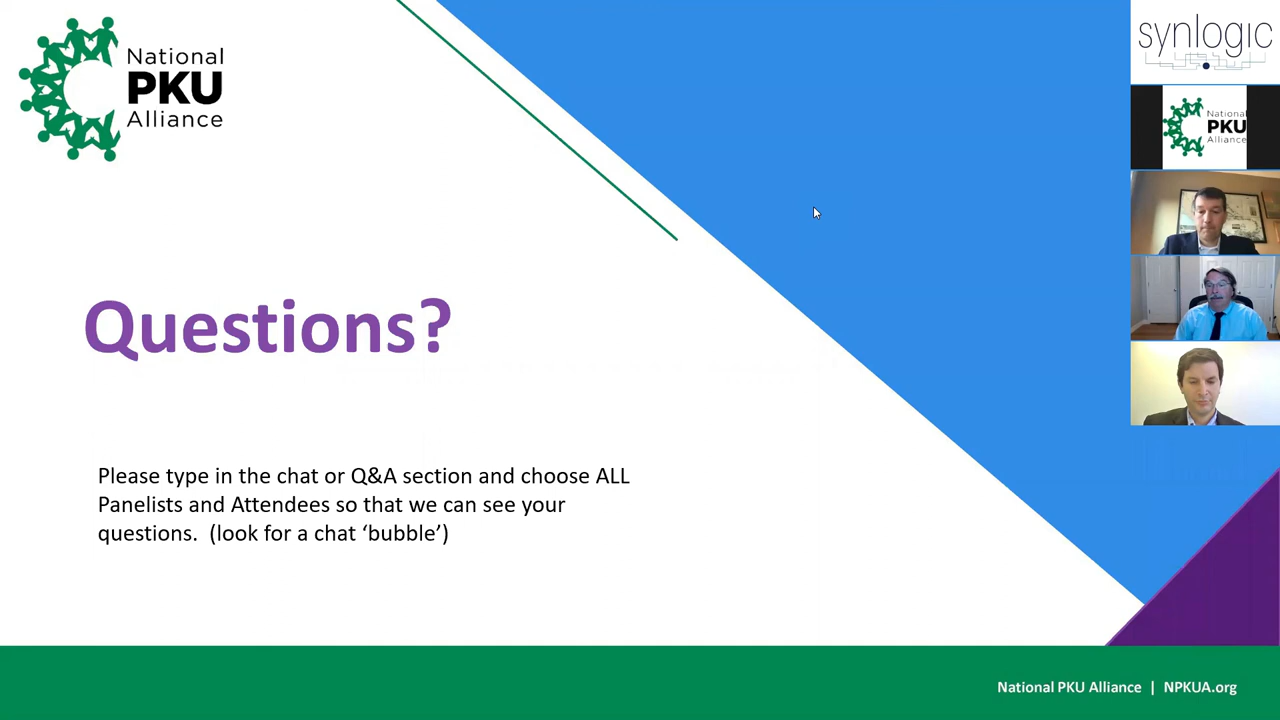 National
PKU
Alliance
synlogic
National
PKU
Alliance
Questions?
Please type in the chat or Q&A section and choose ALL
Panelists and Attendees so that we can see your
questions.  (look for a chat ‘bubble’)
National PKU Alliance | NPKUA.org